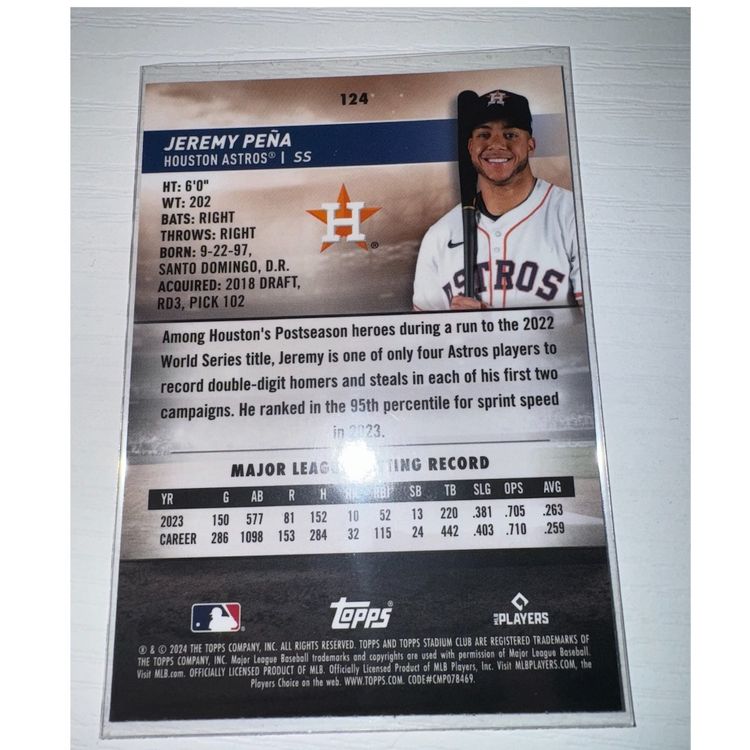 124
JEREMY PEÑA
HOUSTON ASTROS® | SS
HT: 6'0"
WT: 202
BATS: RIGHT
THROWS: RIGHT
BORN: 9-22-97,
SANTO DOMINGO, D.R.
ACQUIRED: 2018 DRAFT,
RD3, PICK 102
H
®
H
ASTROS
Among Houston's Postseason heroes during a run to the 2022
World Series title, Jeremy is one of only four Astros players to
record double-digit homers and steals in each of his first two
campaigns. He ranked in the 95th percentile for sprint speed
in 2023.
MAJOR LEAGUE BATTING RECORD
YR G AB R H HR RBI SB TB SLG OPS AVG
2023 150 577 81 152 10 52 13 220 .381 .705 .263
CAREER 286 1098 153 284 32 115 24 442 .403 .710 .259
Topps®
MLB PLAYERS
® & © 2024 THE TOPPS COMPANY, INC. ALL RIGHTS RESERVED. TOPPS AND TOPPS STADIUM CLUB ARE REGISTERED TRADEMARKS OF
THE TOPPS COMPANY, INC. Major League Baseball trademarks and copyrights are used with permission of Major League Baseball.
Visit MLB.com. OFFICIALLY LICENSED PRODUCT OF MLB. Officially Licensed Product of MLB Players, Inc. Visit MLBPLAYERS.COM, the
Players Choice on the web. WWW.TOPPS.COM. CODE#CMP078469.